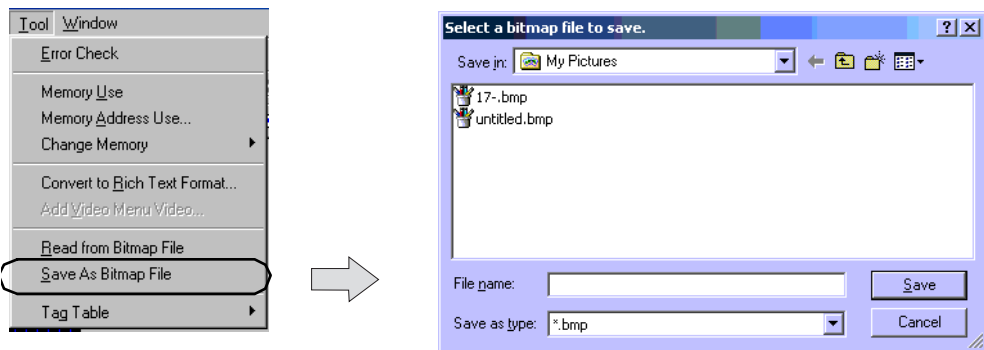 Tool Window
Error Check
Memory Use
Memory Address Use...
Change Memory
Convert to Rich Text Format...
Add Video Menu Video...
Read from Bitmap File
Save As Bitmap File
Tag Table
Select a bitmap file to save.
Save in: My Pictures
17-.bmp
untitled.bmp
File name:
Save
Save as type: *.bmp
Cancel